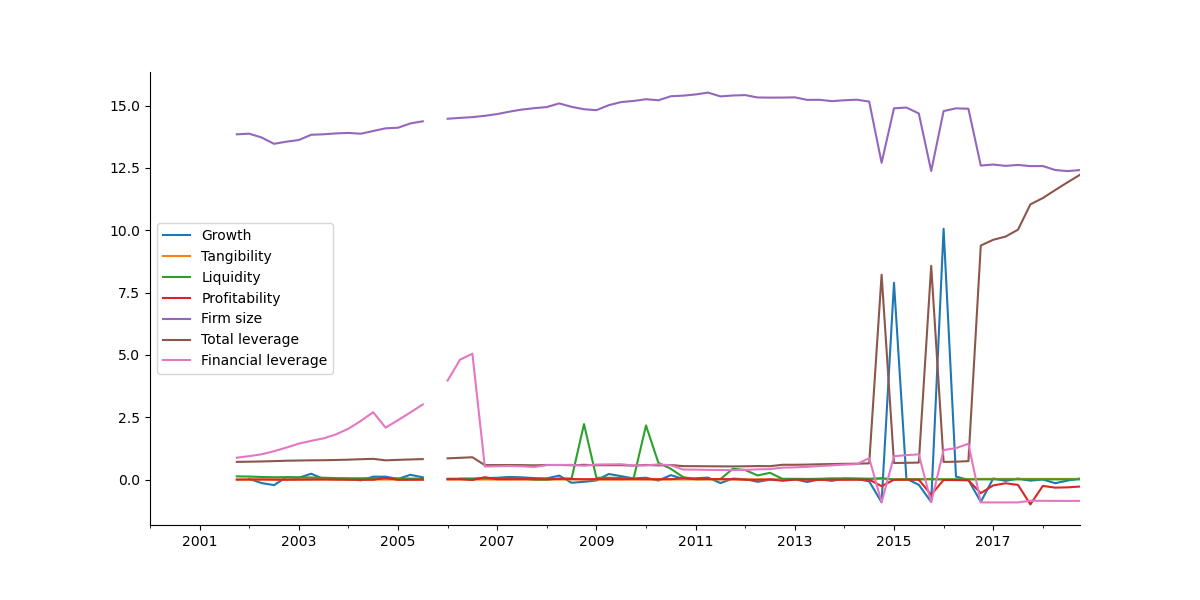 15.0
12.5
10.0
7.5
5.0
2.5
0.0
Growth
Tangibility
Liquidity
Profitability
Firm size
Total leverage
Financial leverage
2001 2003 2005 2007 2009 2011 2013 2015 2017